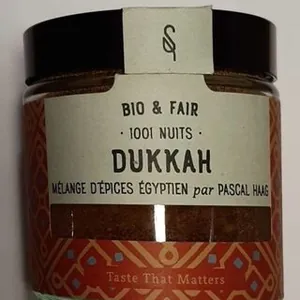 BIO & FAIR
· 1001 NUITS ·
DUKKAH
MÉLANGE D'ÉPICES ÉGYPTIEN par PASCAL HAAG
Taste That Matters